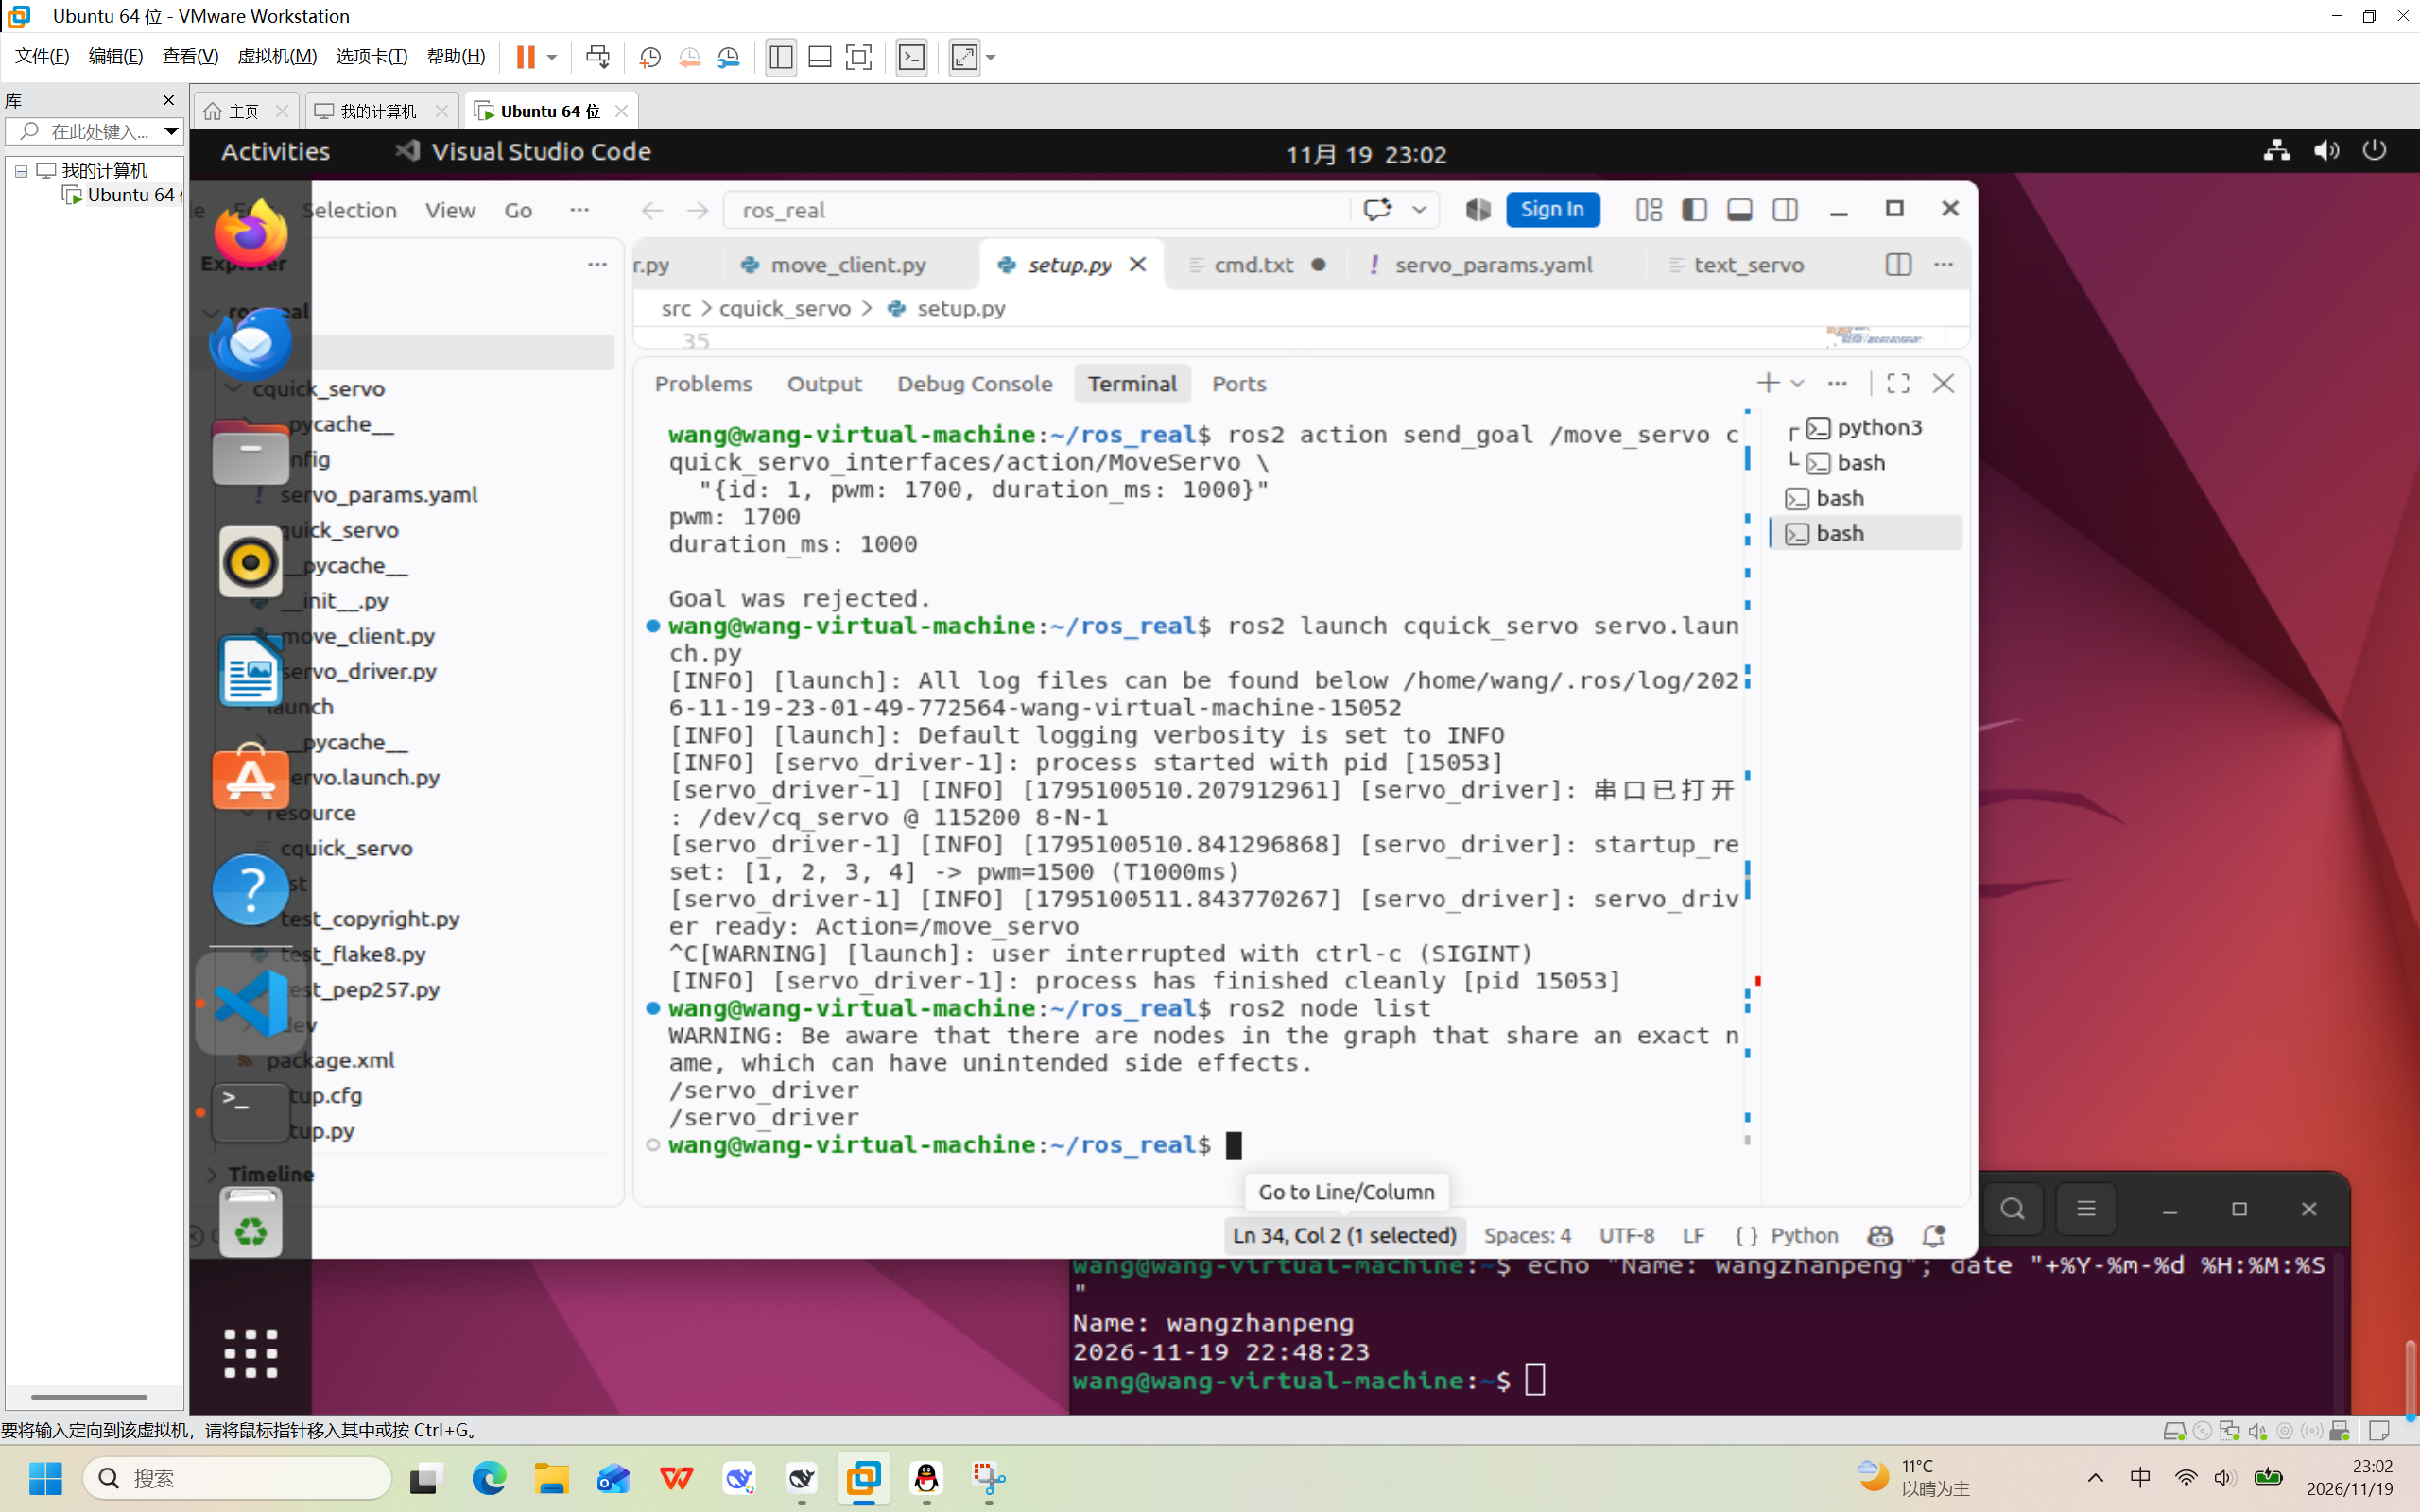 Ubuntu 64 位 - VMware Workstation
文件(F) 编辑(E) 查看(V) 虚拟机(M) 选项卡(T) 帮助(H)
库
在此处键入...
我的计算机
Ubuntu 64
主页
我的计算机
Ubuntu 64 位
Activities
Visual Studio Code
11月 19 23:02
Selection View Go ···
ros_real
Sign In
cquick_servo
pycache__
servo_params.yaml
__pycache__
__init__.py
move_client.py
servo_driver.py
launch
__pycache__
servo.launch.py
resource
cquick_servo
test_copyright.py
test_flake8.py
test_pep257.py
package.xml
Timeline
r.py
move_client.py
setup.py
cmd.txt
! servo_params.yaml
text_servo
src > cquick_servo > setup.py
35
Problems Output Debug Console Terminal Ports
wang@wang-virtual-machine:~/ros_real$ ros2 action send_goal /move_servo c
quick_servo_interfaces/action/MoveServo \
"{id: 1, pwm: 1700, duration_ms: 1000}"
pwm: 1700
duration_ms: 1000
Goal was rejected.
wang@wang-virtual-machine:~/ros_real$ ros2 launch cquick_servo servo.laun
ch.py
[INFO] [launch]: All log files can be found below /home/wang/.ros/log/202
6-11-19-23-01-49-772564-wang-virtual-machine-15052
[INFO] [launch]: Default logging verbosity is set to INFO
[INFO] [servo_driver-1]: process started with pid [15053]
[servo_driver-1] [INFO] [1795100510.207912961] [servo_driver]: 串口已打开
: /dev/cq_servo @ 115200 8-N-1
[servo_driver-1] [INFO] [1795100510.841296868] [servo_driver]: startup_re
set: [1, 2, 3, 4] -> pwm=1500 (T1000ms)
[servo_driver-1] [INFO] [1795100511.843770267] [servo_driver]: servo_driv
er ready: Action=/move_servo
^C[WARNING] [launch]: user interrupted with ctrl-c (SIGINT)
[INFO] [servo_driver-1]: process has finished cleanly [pid 15053]
wang@wang-virtual-machine:~/ros_real$ ros2 node list
WARNING: Be aware that there are nodes in the graph that share an exact n
ame, which can have unintended side effects.
/servo_driver
/servo_driver
wang@wang-virtual-machine:~/ros_real$
python3
bash
bash
bash
Go to Line/Column
Ln 34, Col 2 (1 selected) Spaces: 4 UTF-8 LF { } Python
wang@wang-virtual-machine:~$ echo "Name: wangzhanpeng"; date "+%Y-%m-%d %H:%M:%S
"
Name: wangzhanpeng
2026-11-19 22:48:23
wang@wang-virtual-machine:~$
要将输入定向到该虚拟机，请将鼠标指针移入其中或按 Ctrl+G。
搜索
11°C
以晴为主
中
23:02
2026/11/19